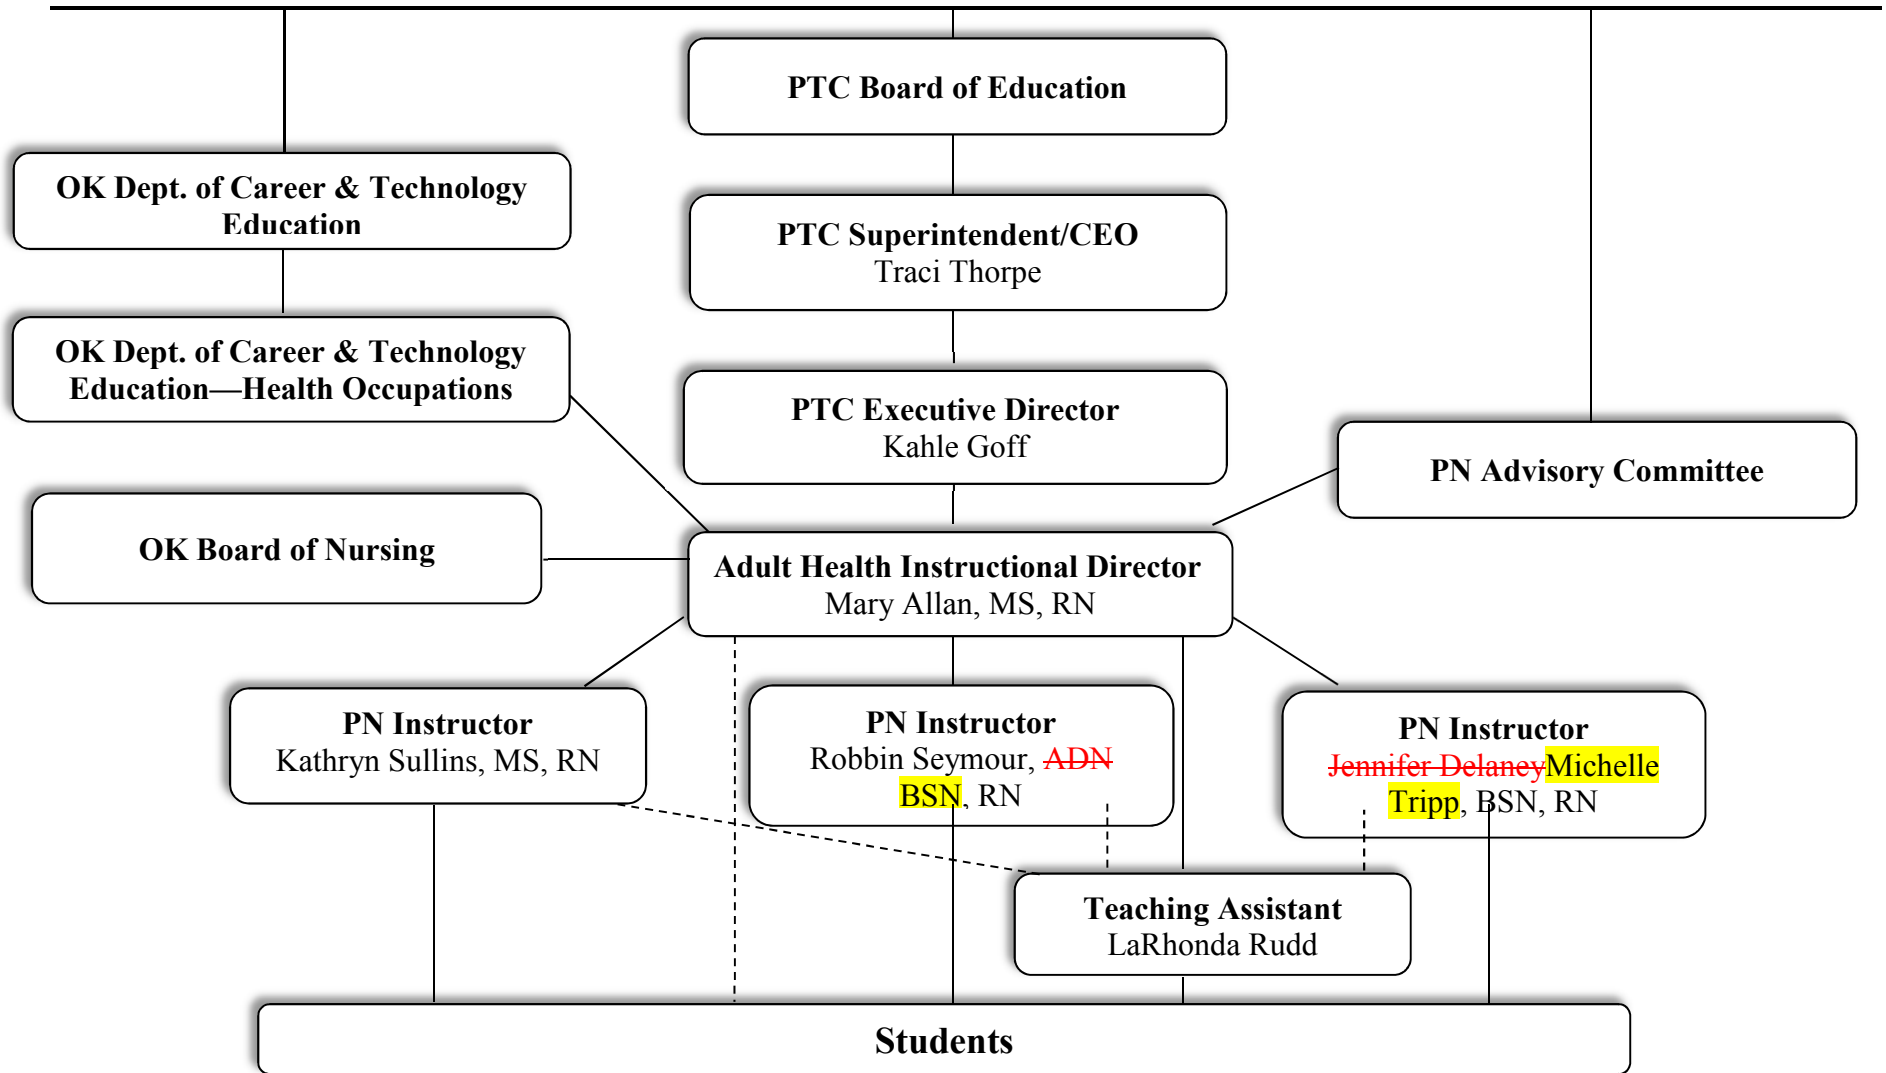 PTC Board of Education
OK Dept. of Career & Technology
Education
PTC Superintendent/CEO
Traci Thorpe
OK Dept. of Career & Technology
Education—Health Occupations
PTC Executive Director
Kahle Goff
PN Advisory Committee
OK Board of Nursing
Adult Health Instructional Director
Mary Allan, MS, RN
PN Instructor
Kathryn Sullins, MS, RN
PN Instructor
Robbin Seymour, ADN
BSN, RN
PN Instructor
Jennifer DelaneyMichelle
Tripp, BSN, RN
Teaching Assistant
LaRhonda Rudd
Students